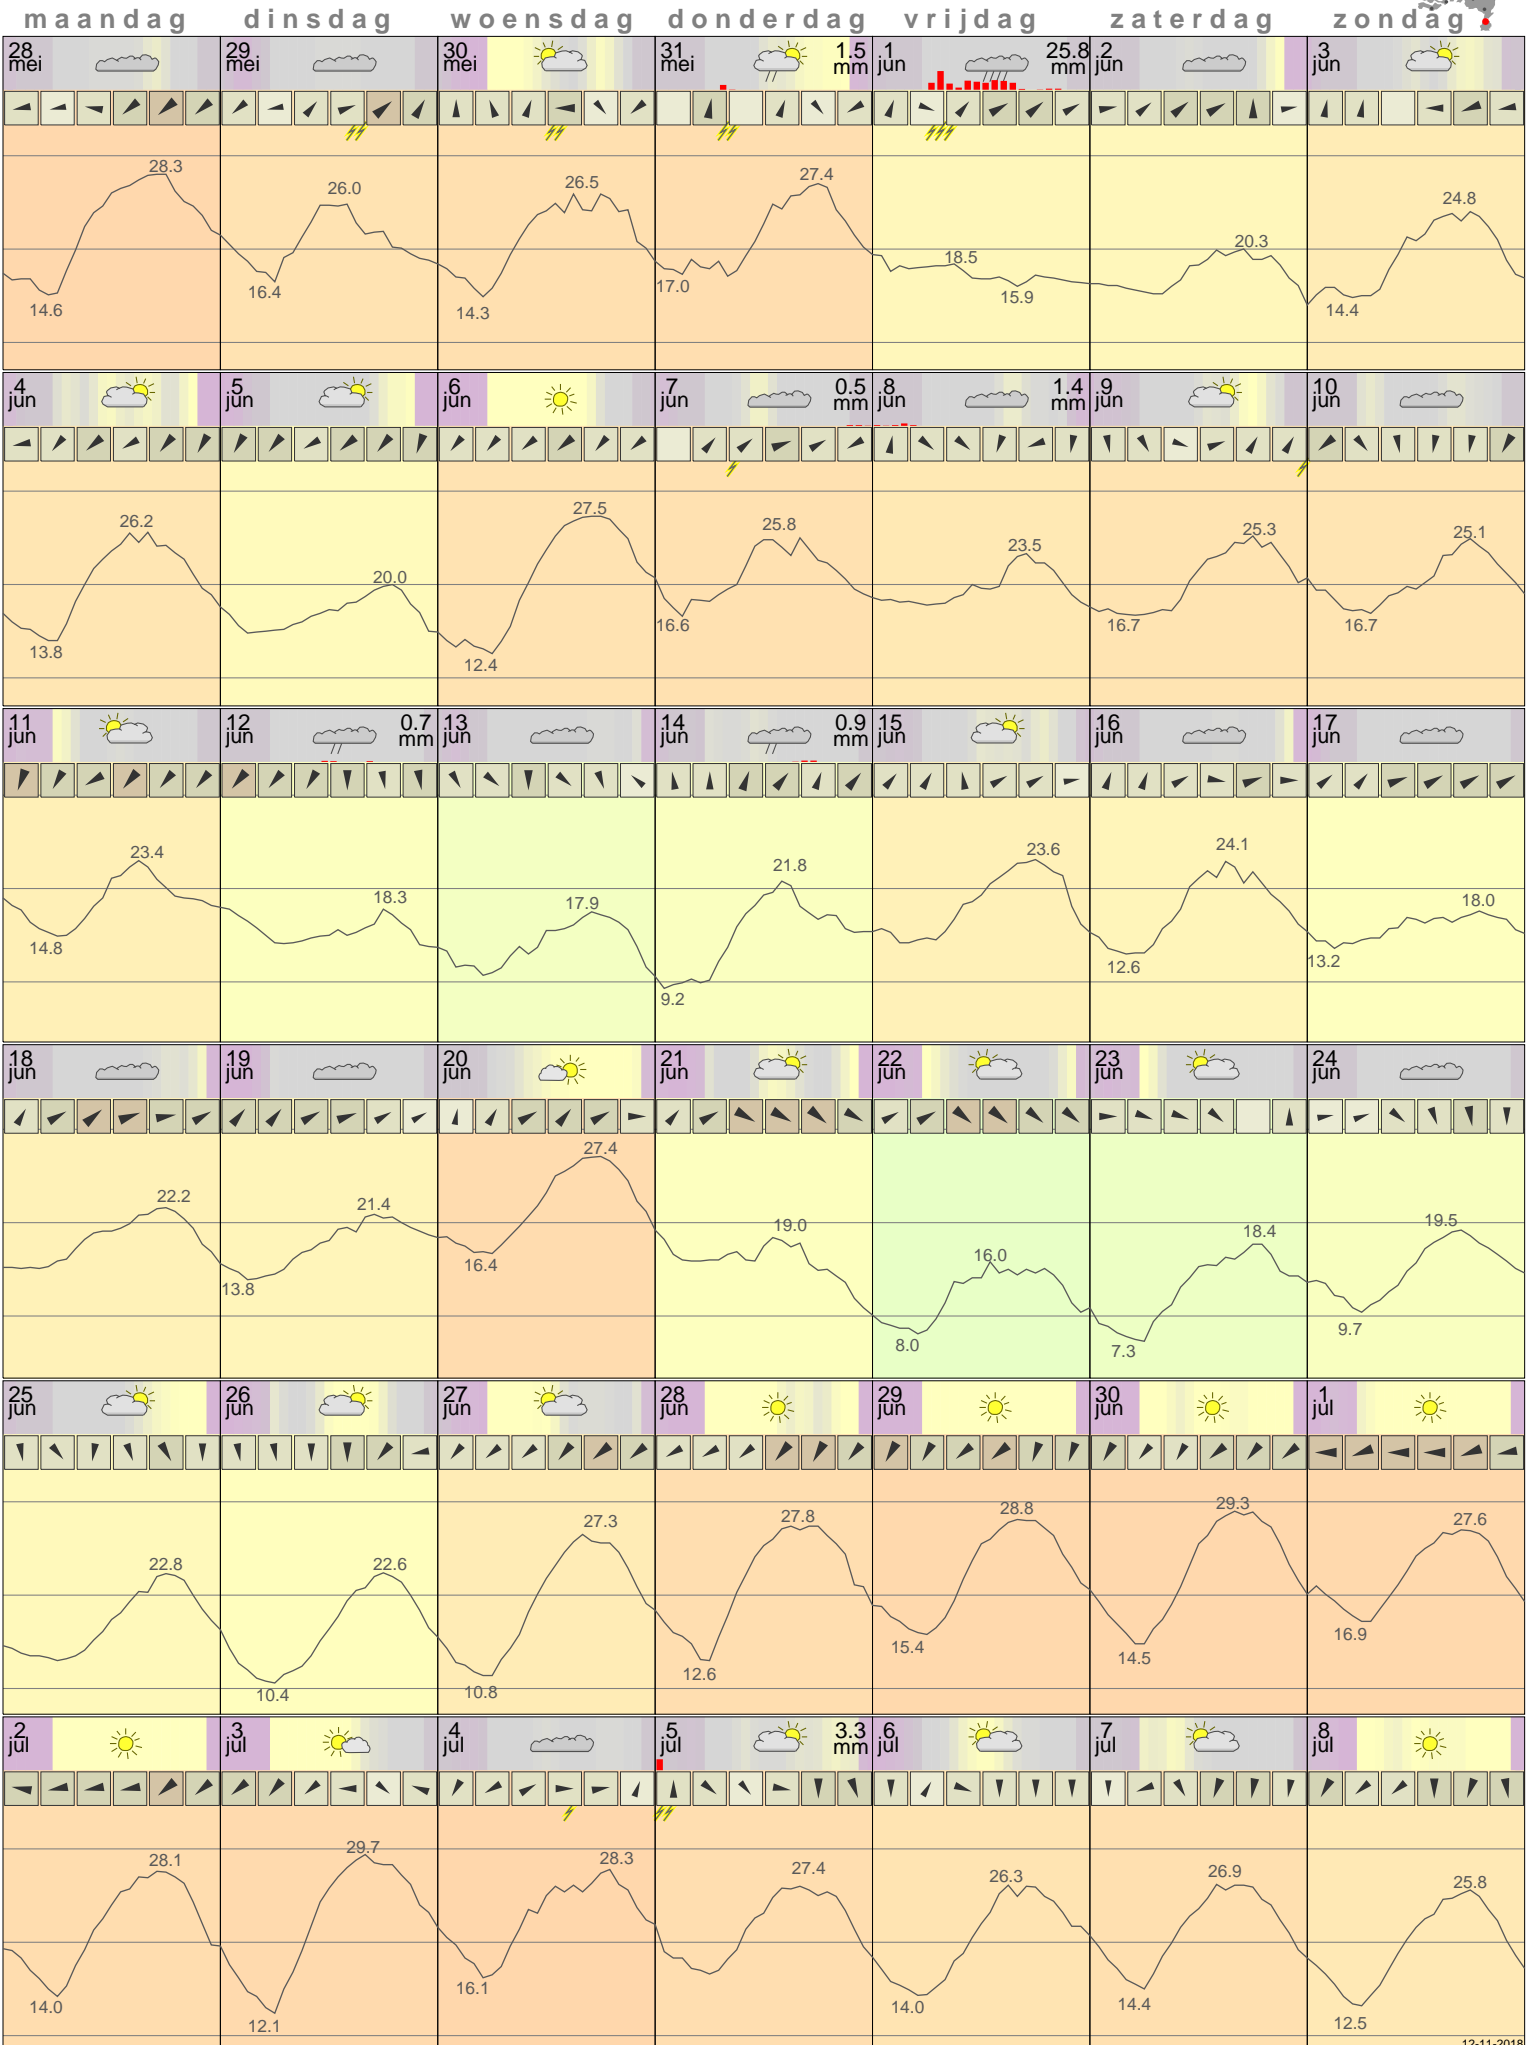 maandag dinsdag woensdag donderdag vrijdag zaterdag zondag
28 29 30 31 1.5 1 25.8 2 3
mei mei mei mei mm jun mm jun jun
28.3 26.0 26.5 27.4 18.5 20.3 24.8
14.6 16.4 14.3 17.0 15.9 14.4
4 5 6 7 0.5 8 1.4 9 10
jun jun jun jun mm jun mm jun jun
26.2 20.0 27.5 25.8 23.5 25.3 25.1
13.8 12.4 16.6 16.7 16.7
11 12 0.7 13 14 0.9 15 16 17
jun jun mm jun jun mm jun jun jun
23.4 18.3 17.9 21.8 23.6 24.1 18.0
14.8 9.2 12.6 13.2
18 19 20 21 22 23 24
jun jun jun jun jun jun jun
22.2 21.4 27.4 19.0 16.0 18.4 19.5
13.8 16.4 8.0 7.3 9.7
25 26 27 28 29 30 1
jun jun jun jun jun jun jul
22.8 22.6 27.3 27.8 28.8 29.3 27.6
10.4 10.8 12.6 15.4 14.5 16.9
2 3 4 5 3.3 6 7 8
jul jul jul jul mm jul jul jul
28.1 29.7 28.3 27.4 26.3 26.9 25.8
14.0 12.1 16.1 14.0 14.4 12.5
12-11-2018